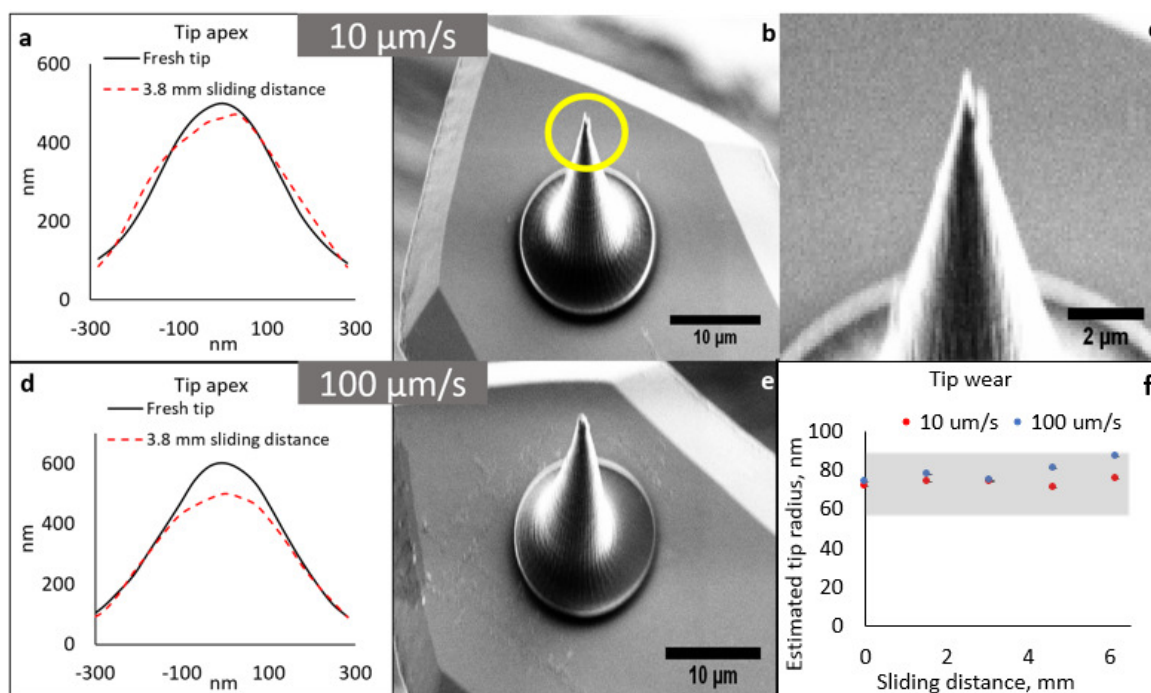 a
Tip apex
10 µm/s
Fresh tip
3.8 mm sliding distance
600
400
200
0
nm
-300
-100
100
300
nm
b
10 µm
2 µm
d
Tip apex
100 µm/s
Fresh tip
3.8 mm sliding distance
600
400
200
0
nm
-300
-100
100
300
nm
e
10 µm
Tip wear
f
10 um/s
100 um/s
100
80
60
40
20
0
Estimated tip radius, nm
0
2
4
6
Sliding distance, mm